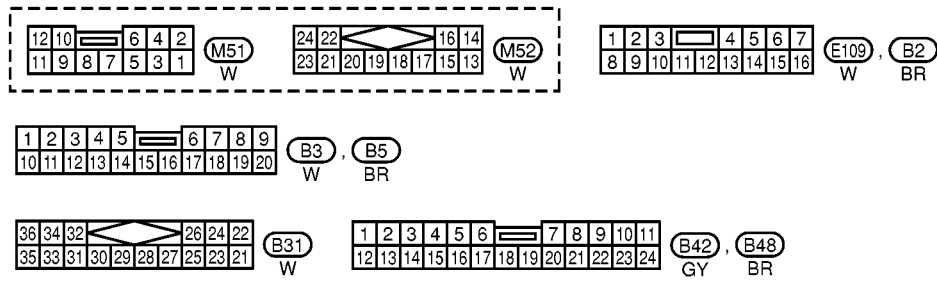 12 10 6 4 2
11 9 8 7 5 3 1
M51
W
24 22 16 14
23 21 20 19 18 17 15 13
M52
W
1 2 3 4 5 6 7
8 9 10 11 12 13 14 15 16
E109 , B2
W BR
1 2 3 4 5 6 7 8 9
10 11 12 13 14 15 16 17 18 19 20
B3 , B5
W BR
36 34 32 26 24 22
35 33 31 30 29 28 27 25 23 21
B31
W
1 2 3 4 5 6 7 8 9 10 11
12 13 14 15 16 17 18 19 20 21 22 23 24
B42 , B48
GY BR